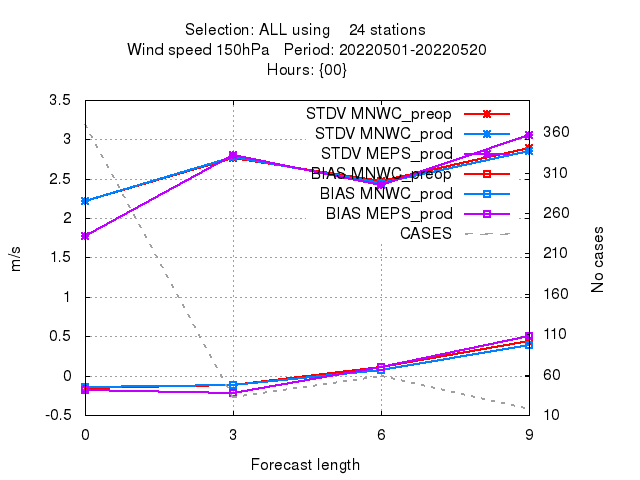 Selection: ALL using    24 stations
Wind speed 150hPa   Period: 20220501-20220520
Hours: {00}
3.5
3
2.5
2
1.5
1
0.5
0
-0.5
m/s
STDV MNWC_preop
STDV MNWC_prod
STDV MEPS_prod
BIAS MNWC_preop
BIAS MNWC_prod
BIAS MEPS_prod
CASES
360
310
260
210
160
110
60
10
No cases
0 3 6 9
Forecast length